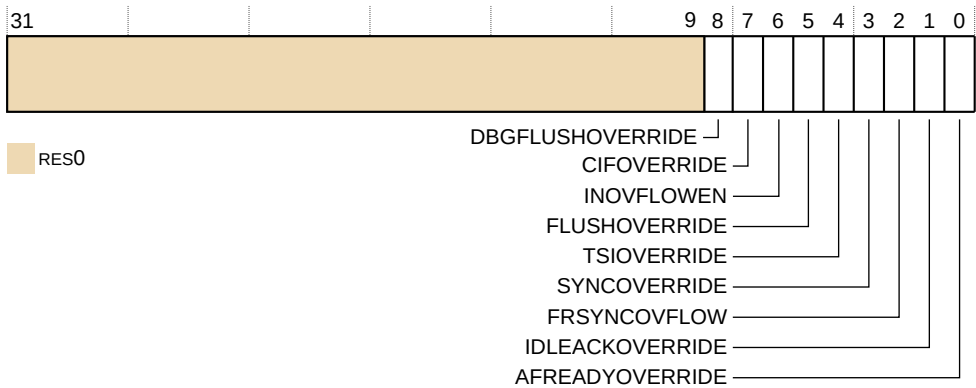 31 9 8 7 6 5 4 3 2 1 0
DBGFLUSHOVERRIDE
RES0
CIFOVERRIDE
INOVFLOWEN
FLUSHOVERRIDE
TSIOVERRIDE
SYNCOVERRIDE
FRSYNCOVFLOW
IDLEACKOVERRIDE
AFREADYOVERRIDE